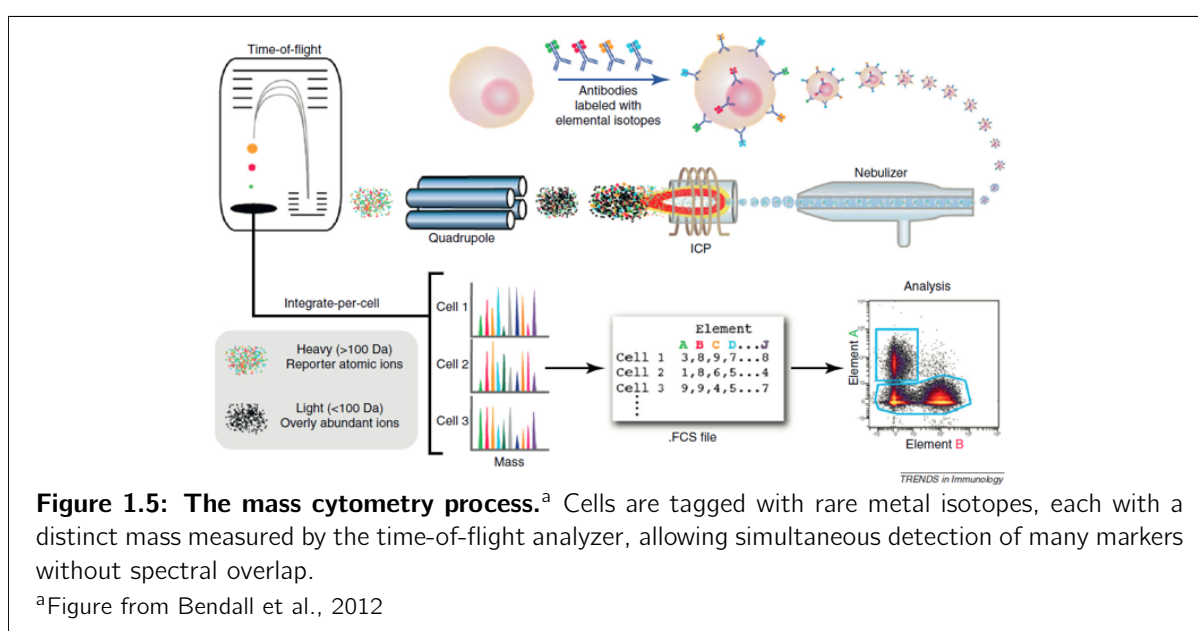 Time-of-flight
Antibodies
labeled with
elemental isotopes
Nebulizer
Quadrupole
ICP
Integrate-per-cell
Heavy (>100 Da)
Reporter atomic ions
Light (<100 Da)
Overly abundant ions
Cell 1
Cell 2
Cell 3
Mass
Element
A B C D...J
Cell 1 3,8,9,7...8
Cell 2 1,8,6,5...4
Cell 3 9,9,4,5...7
.FCS file
Analysis
Element A
Element B
TRENDS in Immunology
Figure 1.5: The mass cytometry process.ᵃ Cells are tagged with rare metal isotopes, each with a
distinct mass measured by the time-of-flight analyzer, allowing simultaneous detection of many markers
without spectral overlap.
ᵃFigure from Bendall et al., 2012